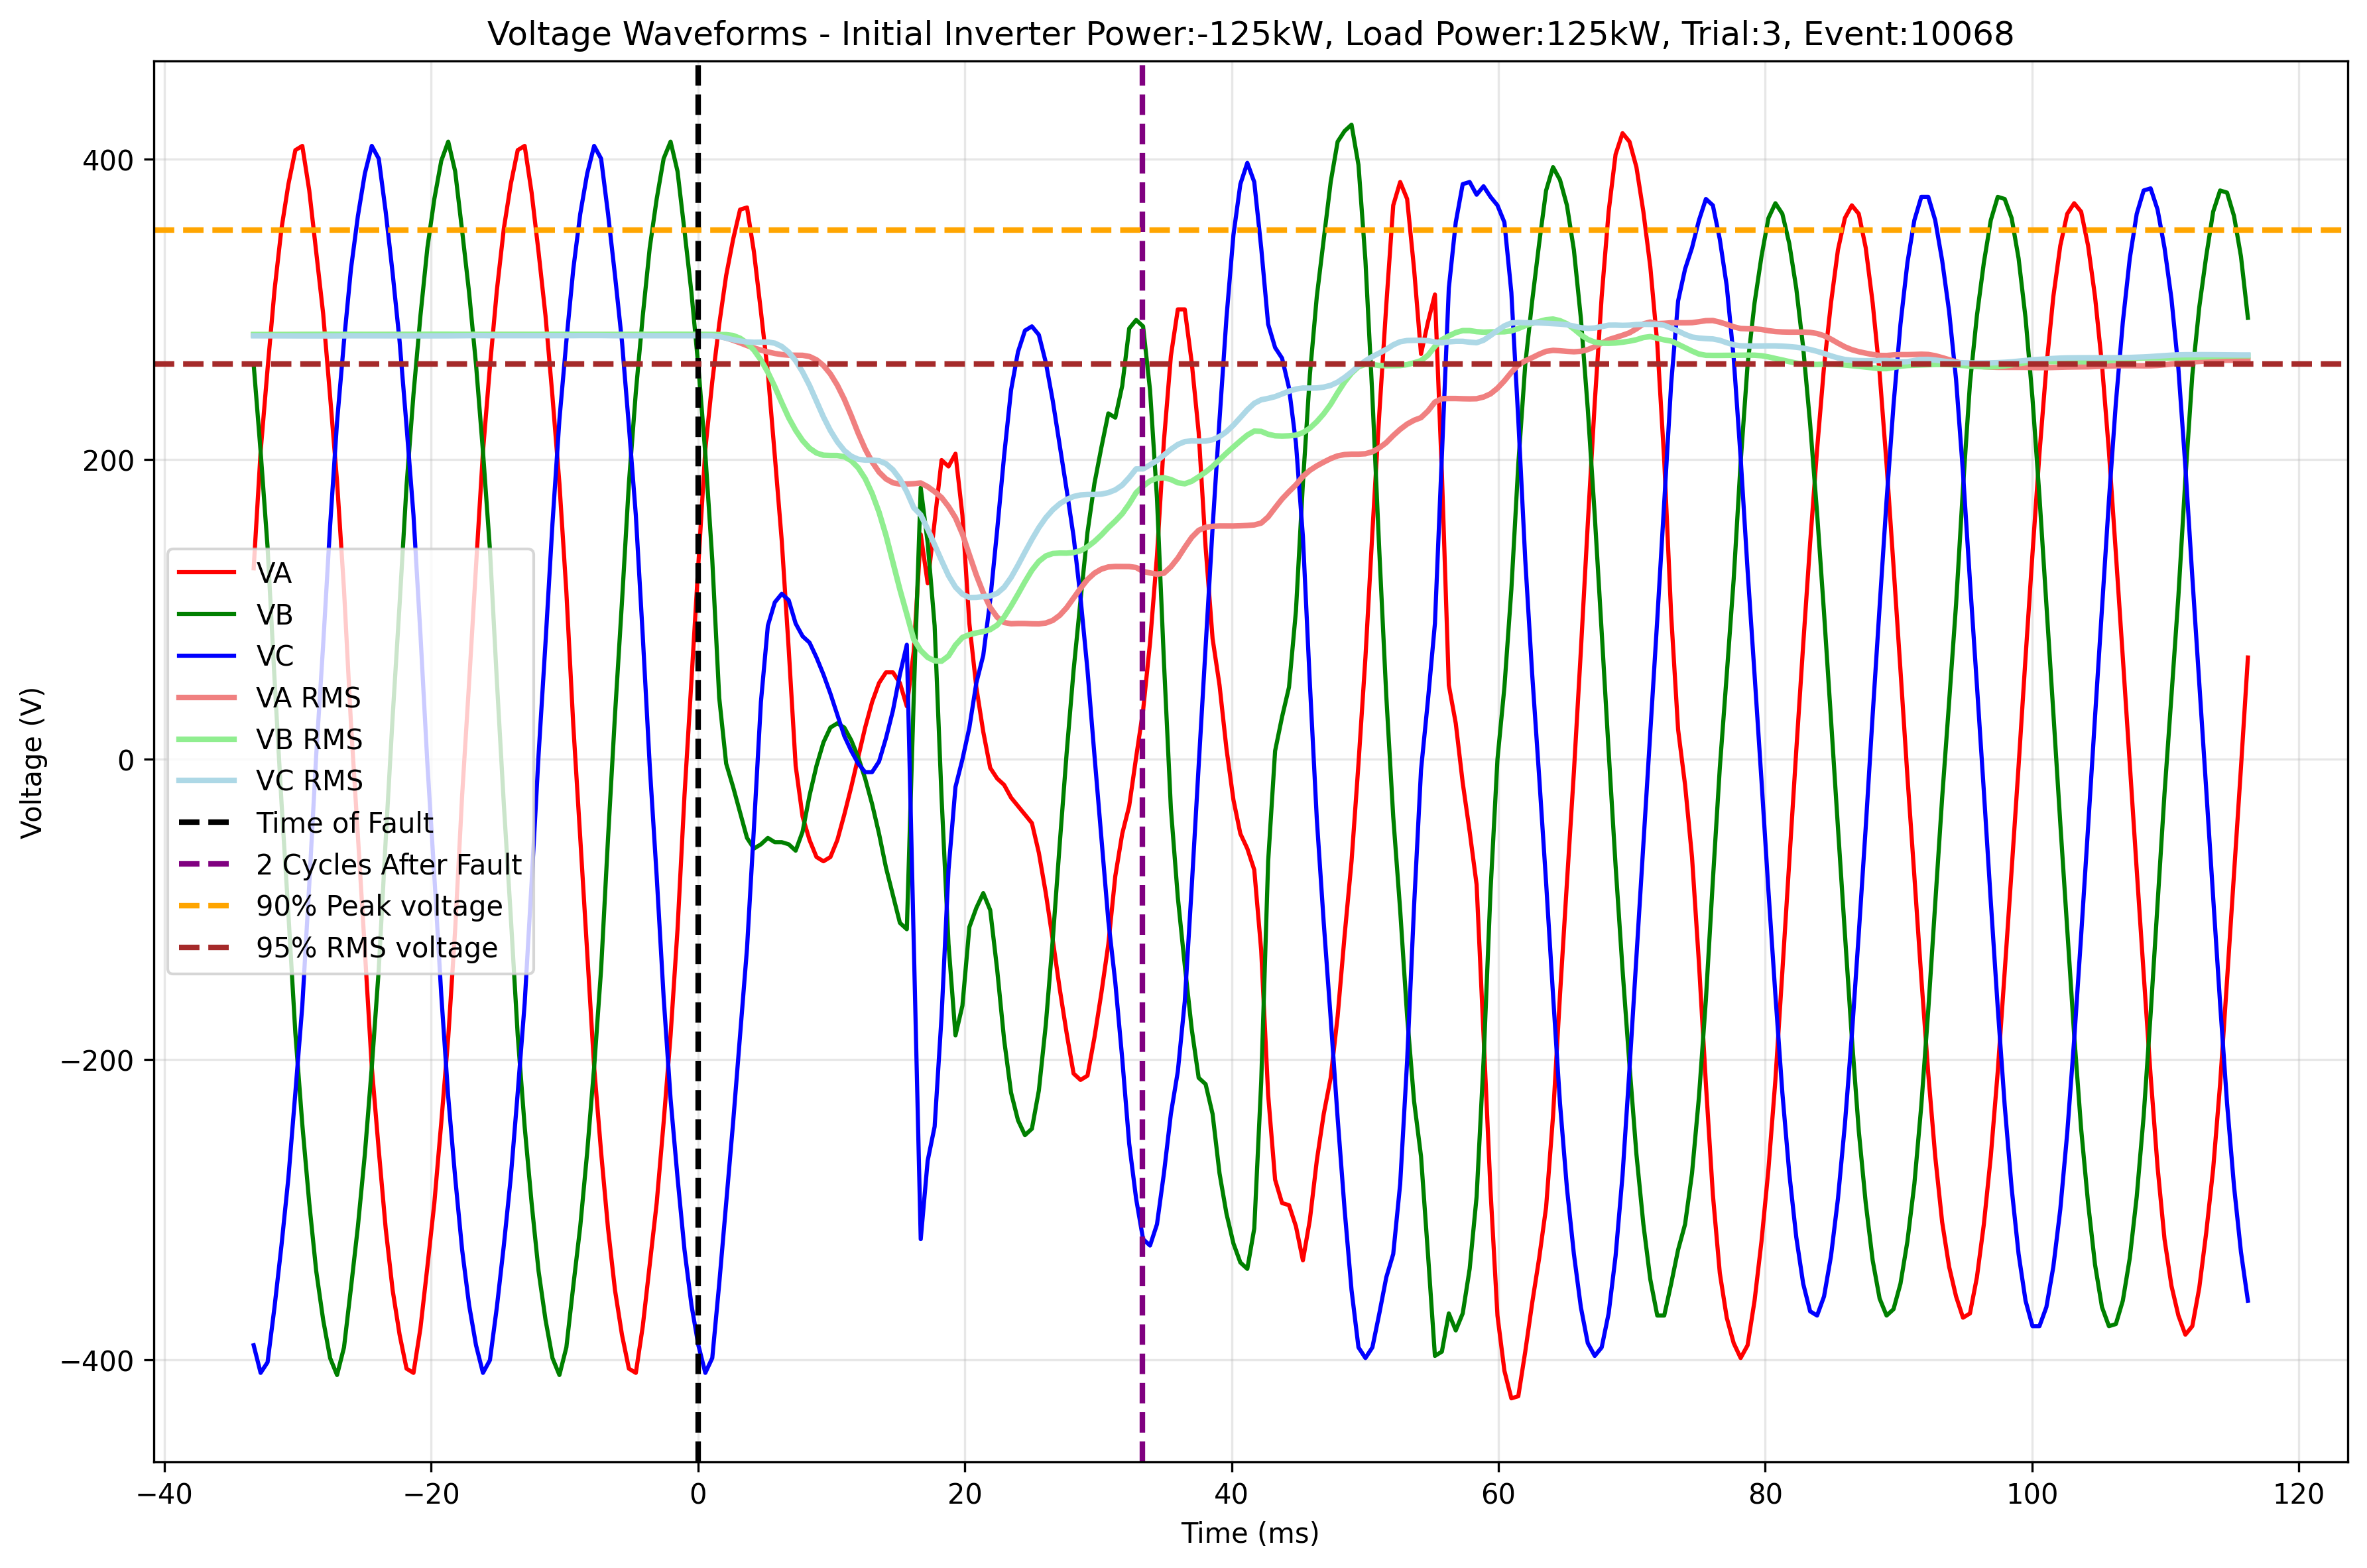 Voltage Waveforms - Initial Inverter Power:-125kW, Load Power:125kW, Trial:3, Event:10068
Voltage (V)
400
200
0
−200
−400
VA
VB
VC
VA RMS
VB RMS
VC RMS
Time of Fault
2 Cycles After Fault
90% Peak voltage
95% RMS voltage
−40 −20 0 20 40 60 80 100 120
Time (ms)